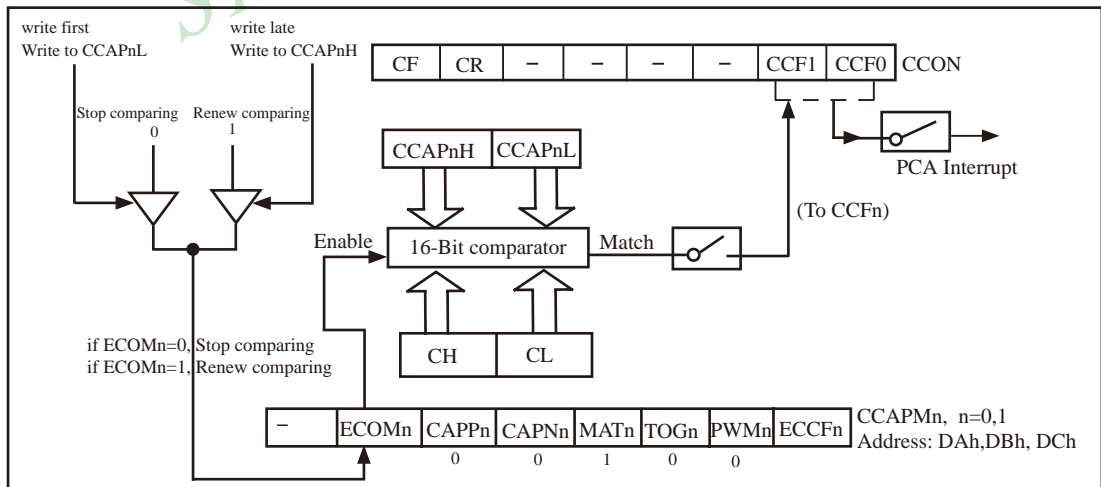 write first
Write to CCAPnL
write late
Write to CCAPnH
CF CR – – – – CCF1 CCF0 CCON
Stop comparing
0
Renew comparing
1
CCAPnH CCAPnL
PCA Interrupt
(To CCFn)
Enable
16-Bit comparator
Match
CH CL
if ECOMn=0, Stop comparing
if ECOMn=1, Renew comparing
– ECOMn CAPPn CAPNn MATn TOGn PWMn ECCFn
CCAPMn, n=0,1
Address: DAh,DBh, DCh
0 0 1 0 0